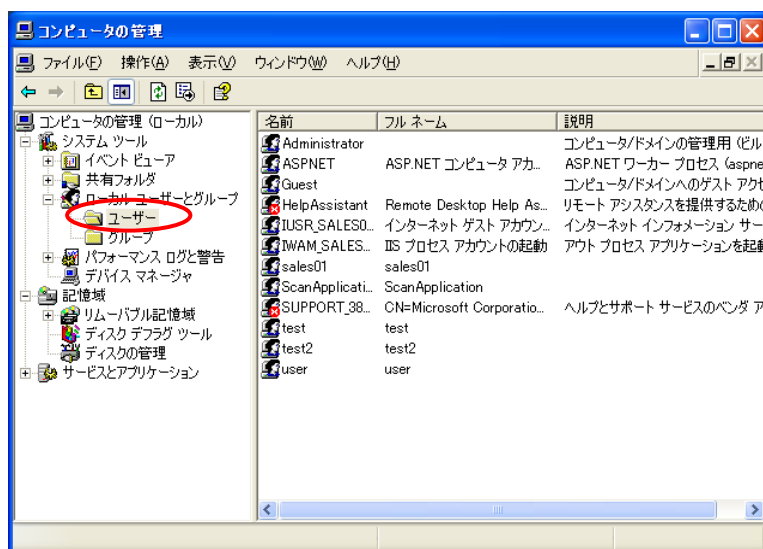 コンピュータの管理
ファイル(F) 操作(A) 表示(V) ウィンドウ(W) ヘルプ(H)
コンピュータの管理 (ローカル)
システム ツール
イベント ビューア
共有フォルダ
ローカル ユーザーとグループ
ユーザー
グループ
パフォーマンス ログと警告
デバイス マネージャ
記憶域
リムーバブル記憶域
ディスク デフラグ ツール
ディスクの管理
サービスとアプリケーション
名前 フル ネーム 説明
Administrator コンピュータ/ドメインの管理用 (ビル
ASPNET ASP.NET コンピュータ アカ... ASP.NET ワーカー プロセス (aspne
Guest コンピュータ/ドメインへのゲスト アクセ
HelpAssistant Remote Desktop Help As... リモート アシスタンスを提供するための
IUSR_SALES0... インターネット ゲスト アカウン... インターネット インフォメーション サー
IWAM_SALES... IIS プロセス アカウントの起動 アウト プロセス アプリケーションを起動
sales01 sales01
ScanApplicati... ScanApplication
SUPPORT_38... CN=Microsoft Corporatio... ヘルプとサポート サービスのベンダ ア
test test
test2 test2
user user